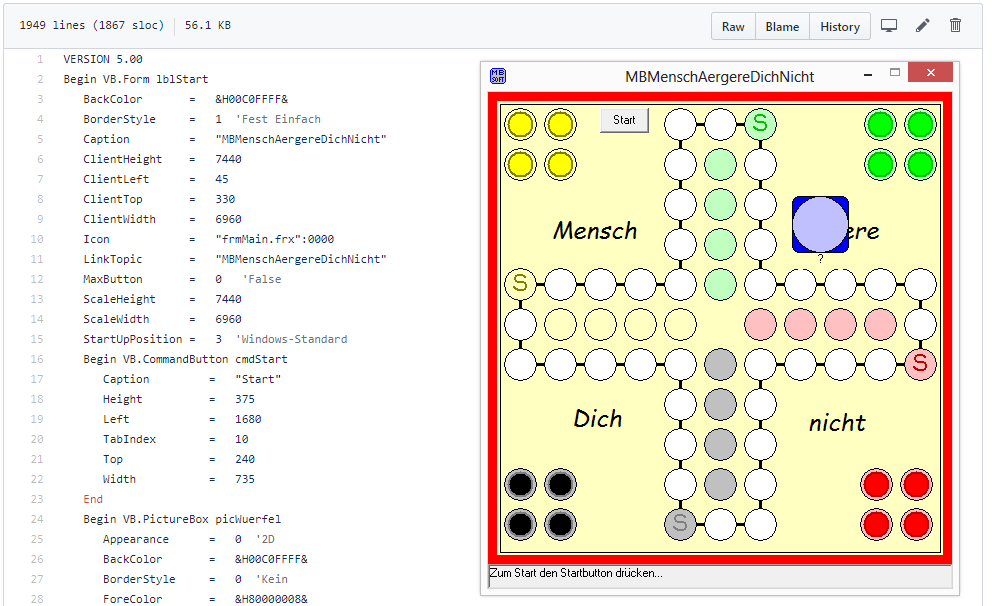 1949 lines (1867 sloc) 56.1 KB Raw Blame History
1 VERSION 5.00
2 Begin VB.Form lblStart
3 BackColor = &H00C0FFFF&
4 BorderStyle = 1 'Fest Einfach
5 Caption = "MBMenschAergereDichNicht"
6 ClientHeight = 7440
7 ClientLeft = 45
8 ClientTop = 330
9 ClientWidth = 6960
10 Icon = "frmMain.frx":0000
11 LinkTopic = "MBMenschAergereDichNicht"
12 MaxButton = 0 'False
13 ScaleHeight = 7440
14 ScaleWidth = 6960
15 StartUpPosition = 3 'Windows-Standard
16 Begin VB.CommandButton cmdStart
17 Caption = "Start"
18 Height = 375
19 Left = 1680
20 TabIndex = 10
21 Top = 240
22 Width = 735
23 End
24 Begin VB.PictureBox picWuerfel
25 Appearance = 0 '2D
26 BackColor = &H00C0FFFF&
27 BorderStyle = 0 'Kein
28 ForeColor = &H80000008&
MB
SOFT
MBMenschAergereDichNicht
Start
S
Mensch
ere
?
S
S
Dich
nicht
S
Zum Start den Startbutton drücken...